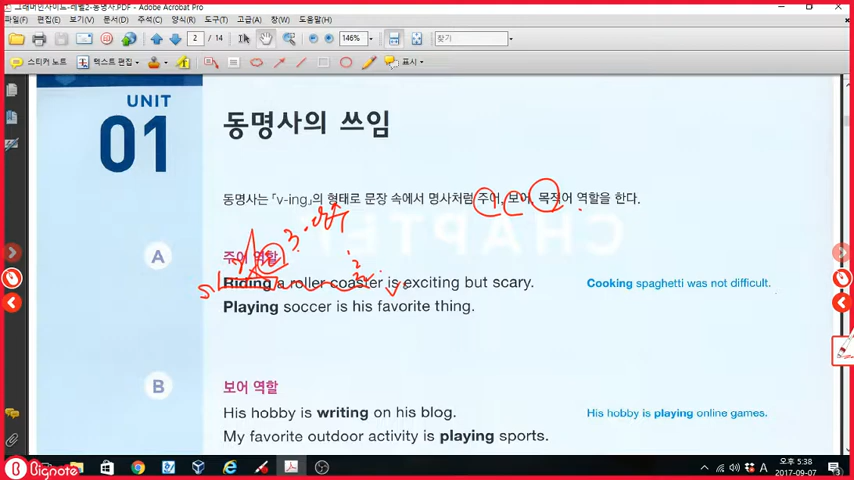 그래머인사이트-레벨2-동명사.PDF - Adobe Acrobat Pro
파일(F) 편집(E) 보기(V) 문서(D) 주석(C) 양식(R) 도구(T) 고급(A) 창(W) 도움말(H)
2 / 14 146% 찾기
스티커 노트 텍스트 편집 표시
UNIT
01
동명사의 쓰임
동명사는 「v-ing」의 형태로 문장 속에서 명사처럼 주어, 보어, 목적어 역할을 한다.
CHAPTER
A
주어 역할
Riding a roller coaster is exciting but scary.
Cooking spaghetti was not difficult.
Playing soccer is his favorite thing.
B
보어 역할
His hobby is writing on his blog.
His hobby is playing online games.
My favorite outdoor activity is playing sports.
Bignote
A 오후 5:38
2017-09-07